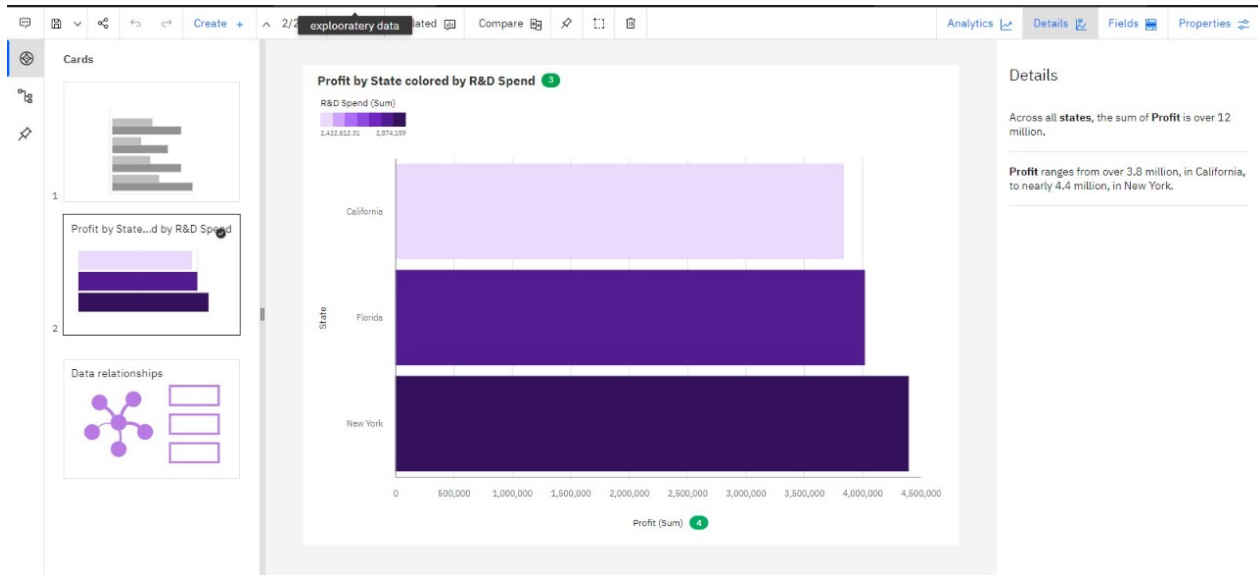 Create +
2/2
explooratery data
lated
Compare
Analytics
Details
Fields
Properties
Cards
1
Profit by State...d by R&D Spend
2
Data relationships
Profit by State colored by R&D Spend 3
R&D Spend (Sum)
2,422,612.01 2,874,159
State
California
Florida
New York
0 500,000 1,000,000 1,500,000 2,000,000 2,500,000 3,000,000 3,500,000 4,000,000 4,500,000
Profit (Sum) 4
Details
Across all states, the sum of Profit is over 12
million.
Profit ranges from over 3.8 million, in California,
to nearly 4.4 million, in New York.